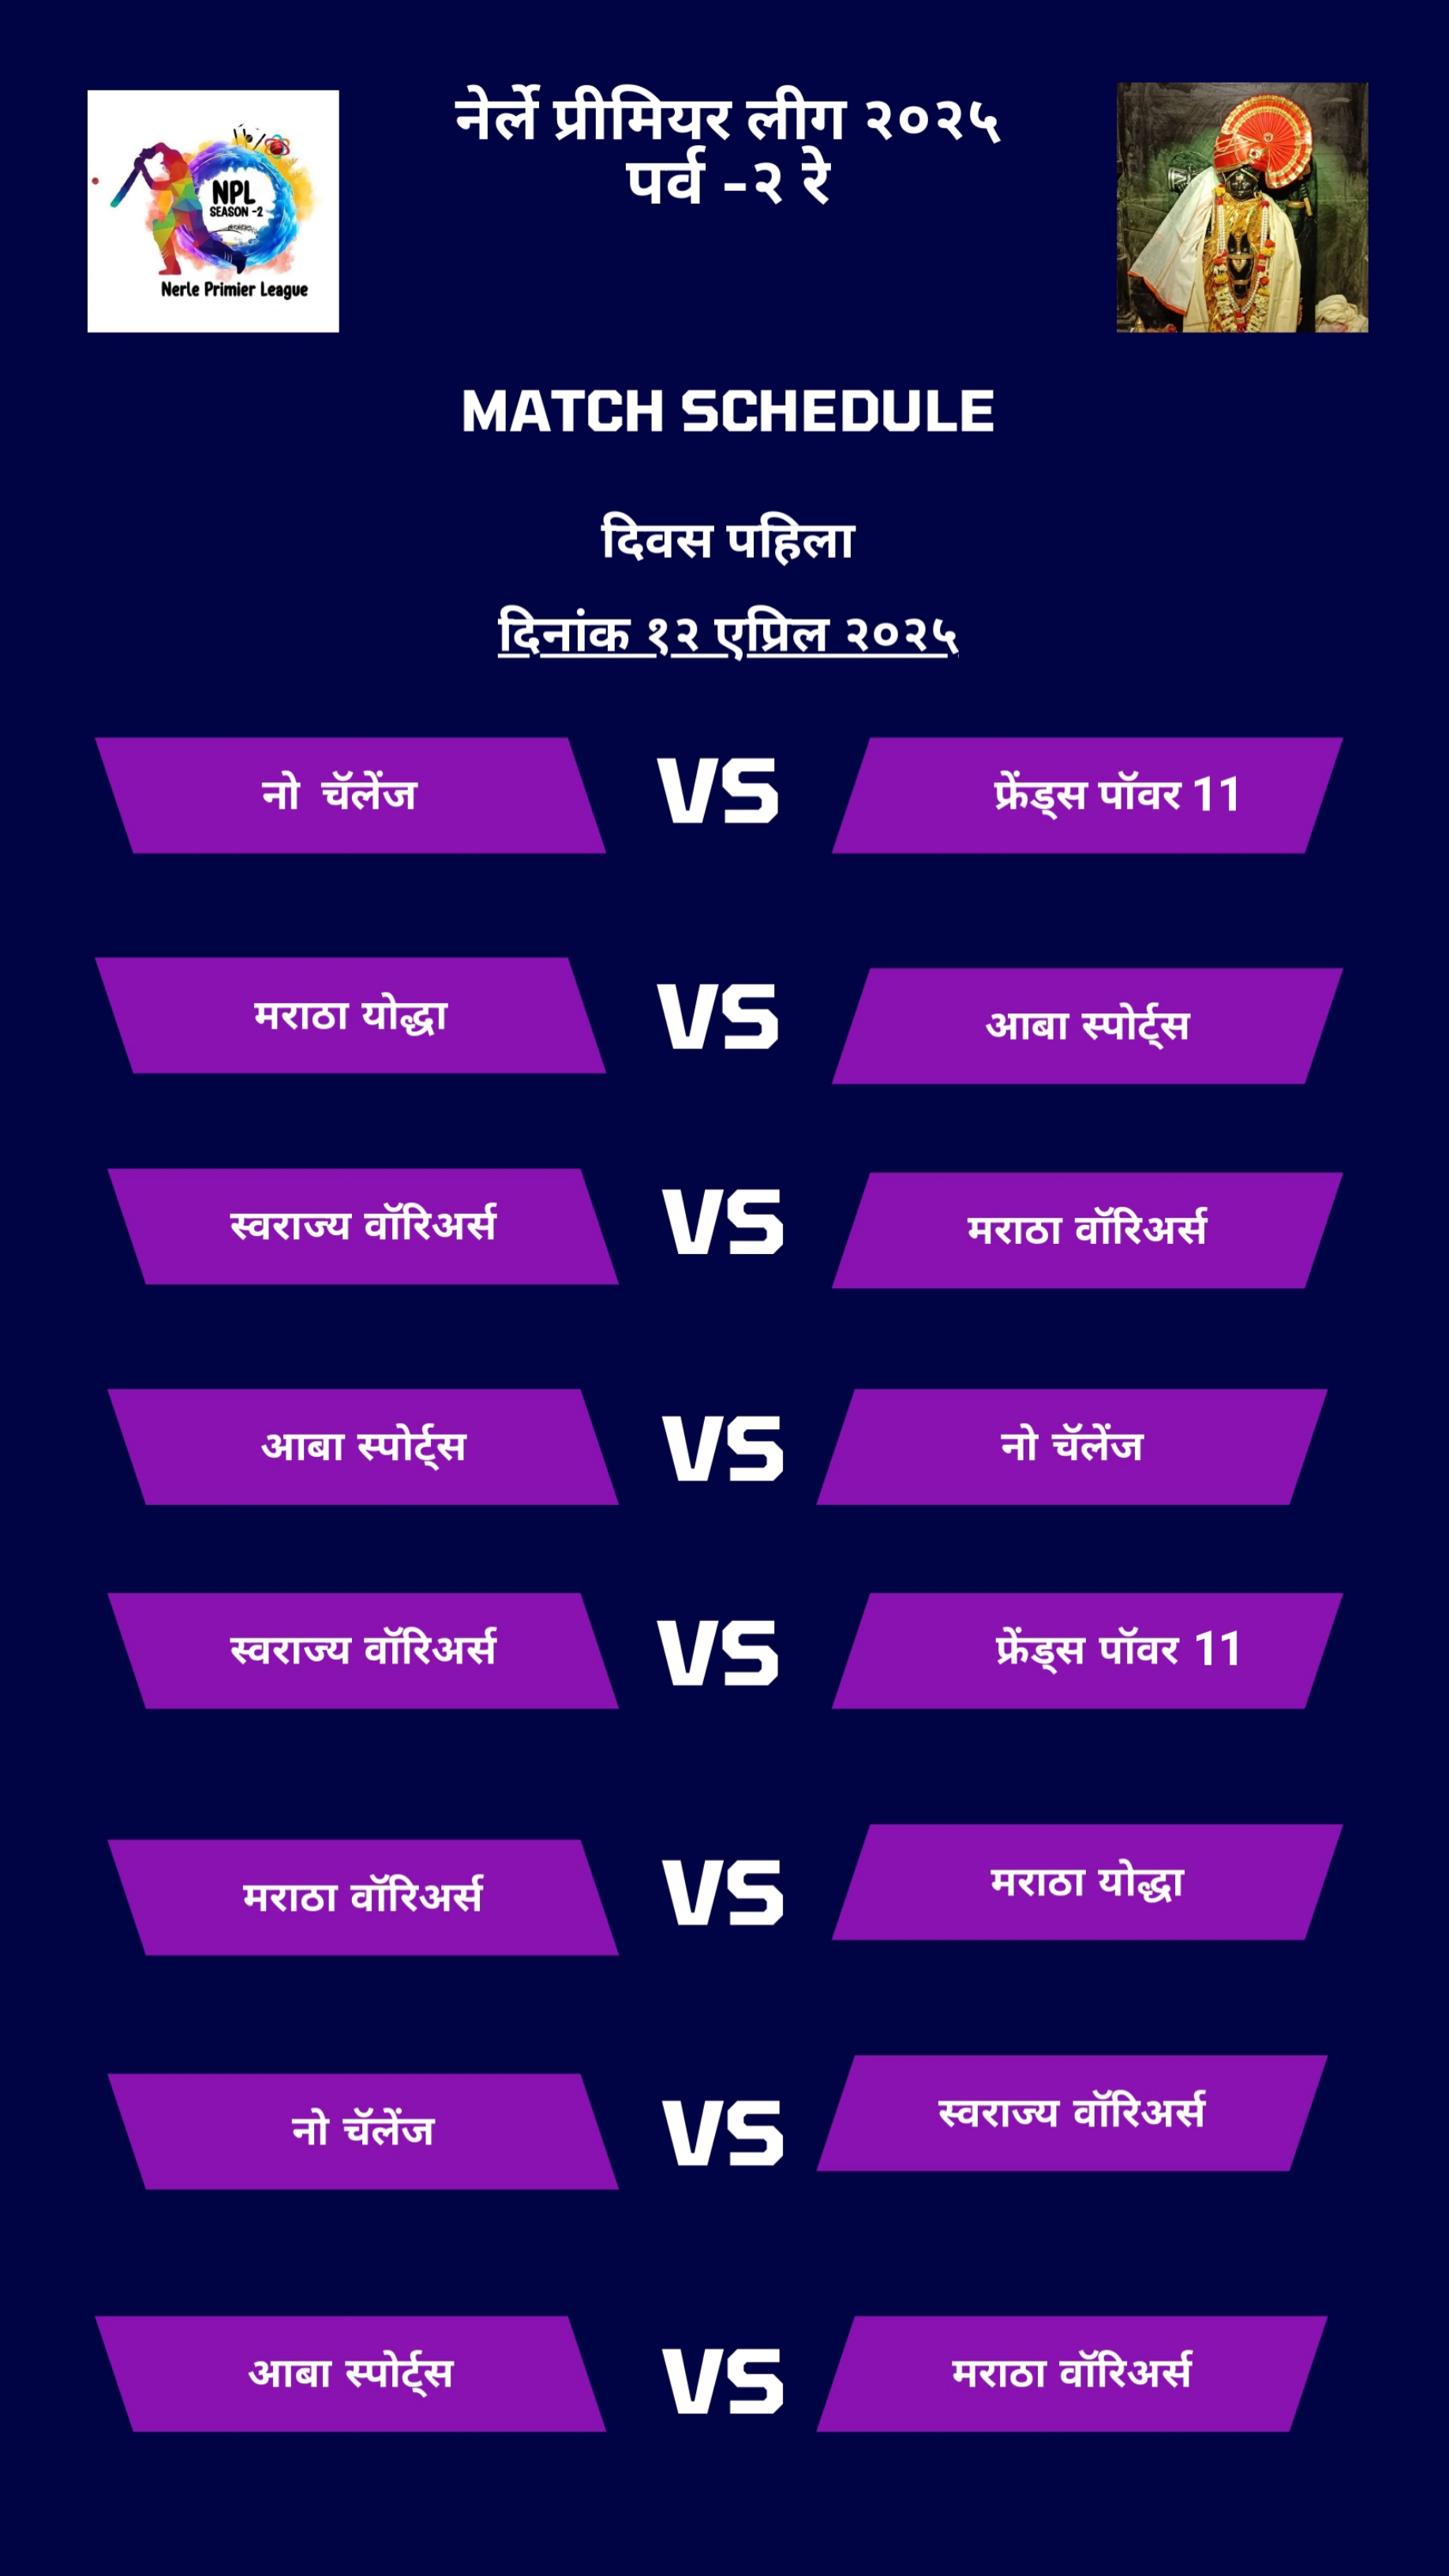 नेर्ले प्रीमियर लीग २०२५
पर्व -२ रे
NPL
SEASON -2
Nerle Primier League
MATCH SCHEDULE
दिवस पहिला
दिनांक १२ एप्रिल २०२५
नो चॅलेंज VS फ्रेंड्स पॉवर 11
मराठा योद्धा VS आबा स्पोर्ट्स
स्वराज्य वॉरिअर्स VS मराठा वॉरिअर्स
आबा स्पोर्ट्स VS नो चॅलेंज
स्वराज्य वॉरिअर्स VS फ्रेंड्स पॉवर 11
मराठा वॉरिअर्स VS मराठा योद्धा
नो चॅलेंज VS स्वराज्य वॉरिअर्स
आबा स्पोर्ट्स VS मराठा वॉरिअर्स